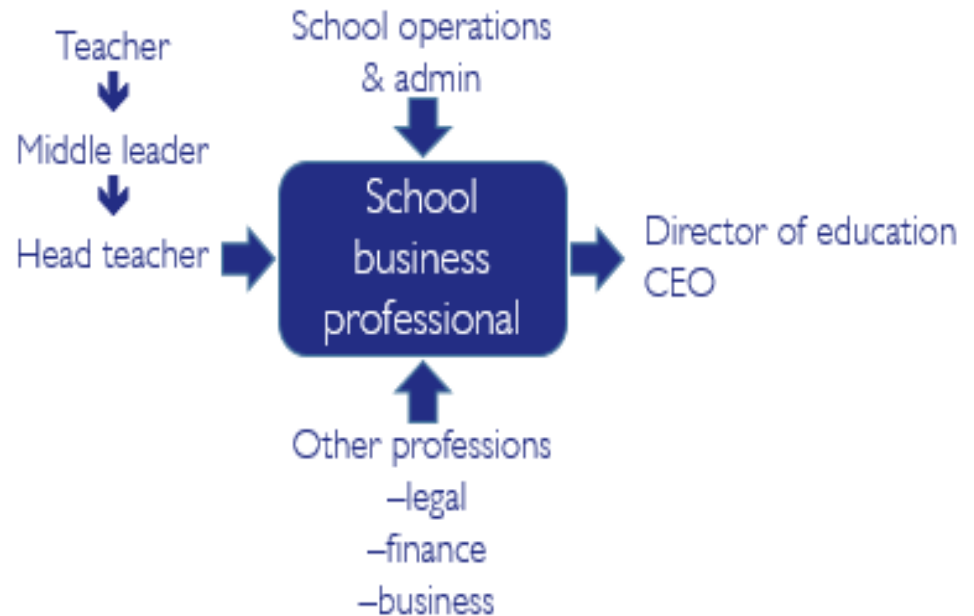 Teacher
Middle leader
Head teacher
School operations
& admin
School
business
professional
Director of education
CEO
Other professions
–legal
–finance
–business